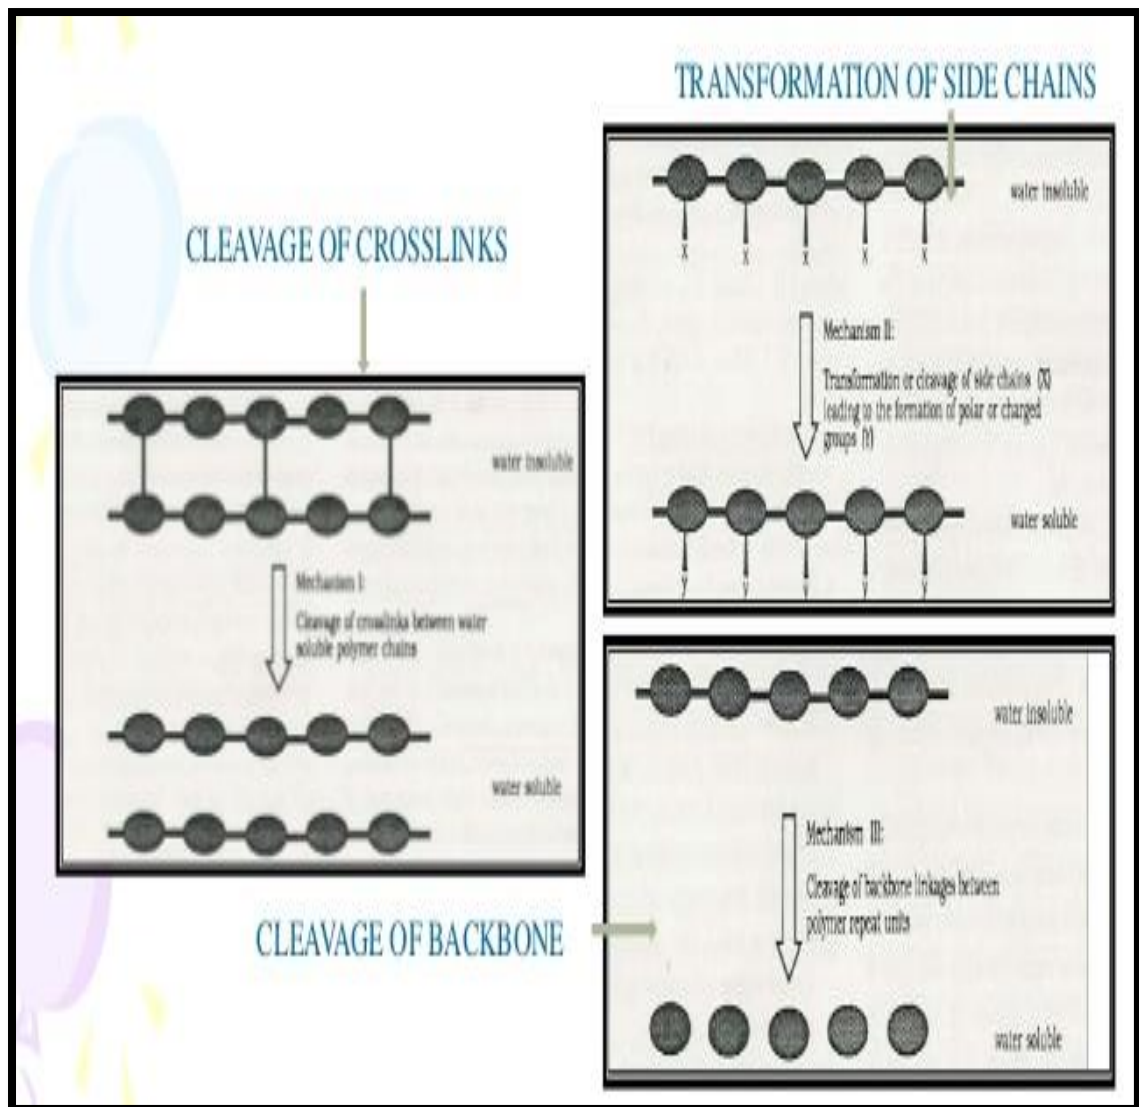 TRANSFORMATION OF SIDE CHAINS
water insoluble
X X X X X
Mechanism II:
Transformation or cleavage of side chains (X)
leading to the formation of polar or charged
groups (Y)
water soluble
y y y y y
CLEAVAGE OF CROSSLINKS
water insoluble
Mechanism I:
Cleavage of crosslinks between water
soluble polymer chains
water soluble
CLEAVAGE OF BACKBONE
water insoluble
Mechanism III:
Cleavage of backbone linkages between
polymer repeat units
water soluble